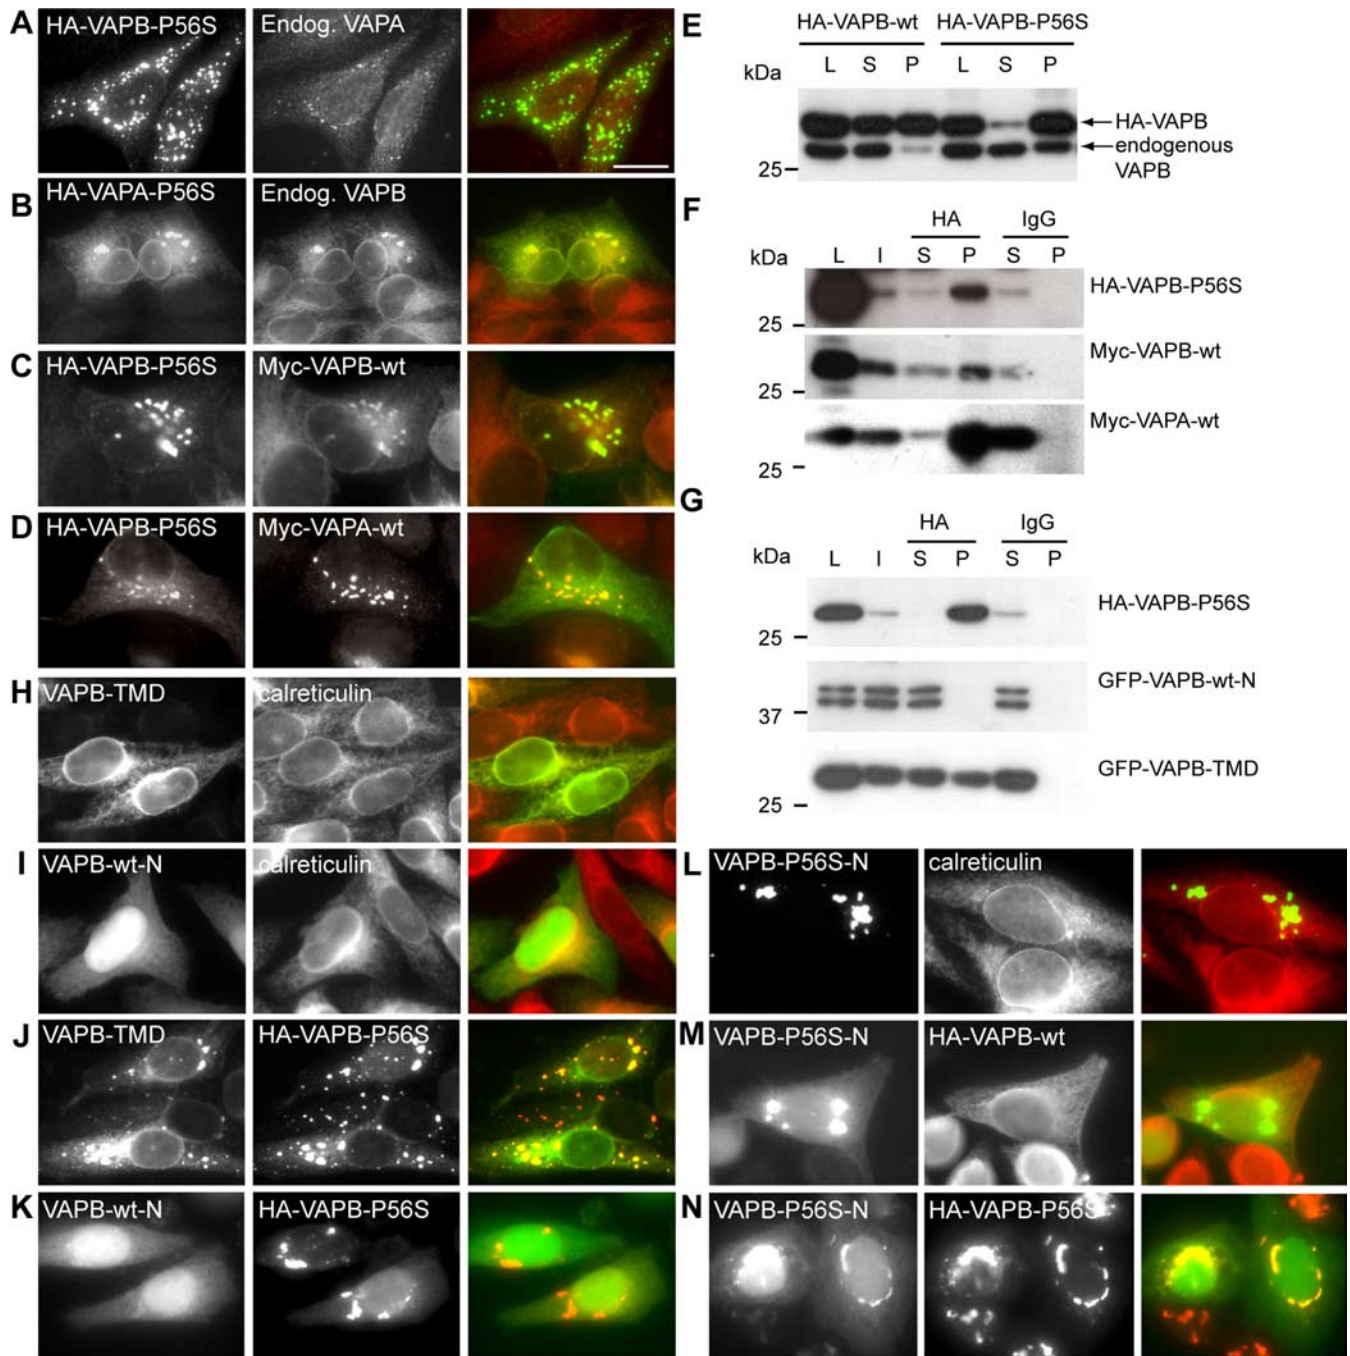 A
HA-VAPB-P56S
Endog. VAPA
B
HA-VAPA-P56S
Endog. VAPB
C
HA-VAPB-P56S
Myc-VAPB-wt
D
HA-VAPB-P56S
Myc-VAPA-wt
H
VAPB-TMD
calreticulin
I
VAPB-wt-N
calreticulin
J
VAPB-TMD
HA-VAPB-P56S
K
VAPB-wt-N
HA-VAPB-P56S
E
HA-VAPB-wt HA-VAPB-P56S
kDa
L S P L S P
HA-VAPB
endogenous
VAPB
25
F
HA IgG
kDa
L I S P S P
HA-VAPB-P56S
25
Myc-VAPB-wt
25
Myc-VAPA-wt
25
G
HA IgG
kDa
L I S P S P
HA-VAPB-P56S
25
GFP-VAPB-wt-N
37
GFP-VAPB-TMD
25
L
VAPB-P56S-N
calreticulin
M
VAPB-P56S-N
HA-VAPB-wt
N
VAPB-P56S-N
HA-VAPB-P56S